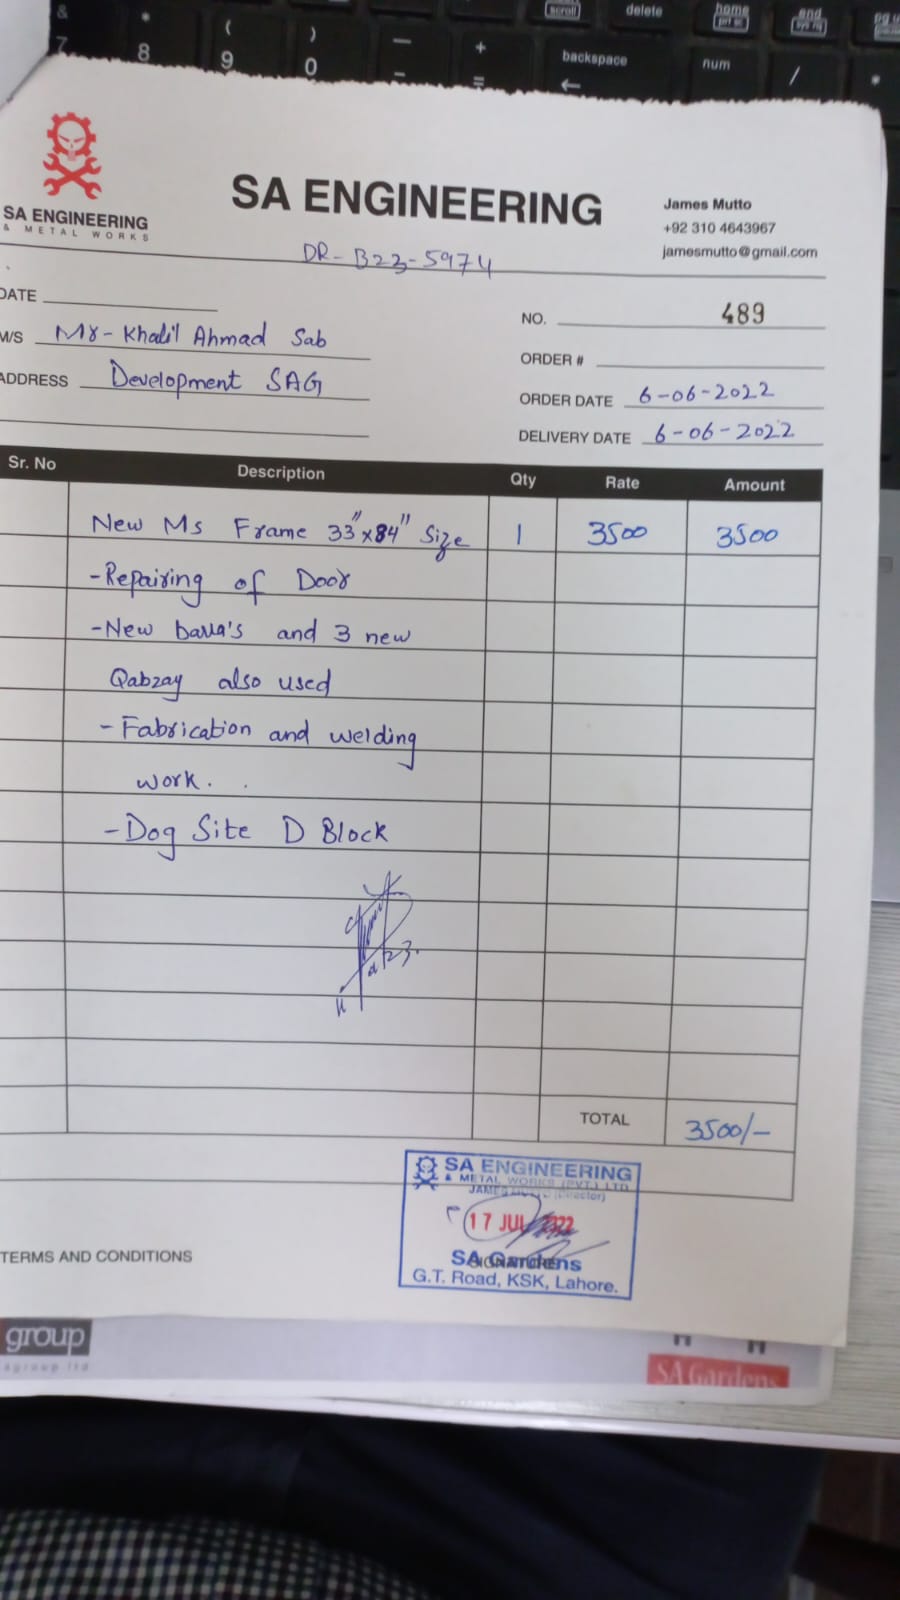 &
7
*
8
(
9
)
0
—
-
+
=
scroll
delete
home
end
backspace
←
num
/
*
SA ENGINEERING
& METAL WORKS
SA ENGINEERING
James Mutto
+92 310 4643967
jamesmutto@gmail.com
DR-B23-5974
DATE
NO. 489
M/S Mr-Khalil Ahmad Sab
ORDER #
ADDRESS Development SAG
ORDER DATE 6-06-2022
DELIVERY DATE 6-06-2022
Sr. No Description Qty Rate Amount
New Ms Frame 33"x84" Size 1 3500 3500
-Repairing of Door
-New barra's and 3 new
Qabzay also used
-Fabrication and welding
work.
-Dog Site D Block
TOTAL 3500/-
SA ENGINEERING
& METAL WORKS (PVT.) LTD
(Director)
17 JUL
SA Gardens
SIGNATURE
G.T. Road, KSK, Lahore.
TERMS AND CONDITIONS
group
SA Gardens